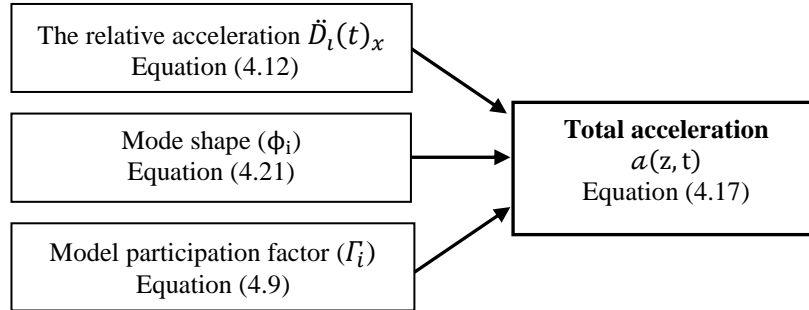 The relative acceleration D̈ᵢ(t)ₓ
Equation (4.12)
Mode shape (ϕᵢ)
Equation (4.21)
Model participation factor (Γᵢ)
Equation (4.9)
Total acceleration
a(z, t)
Equation (4.17)